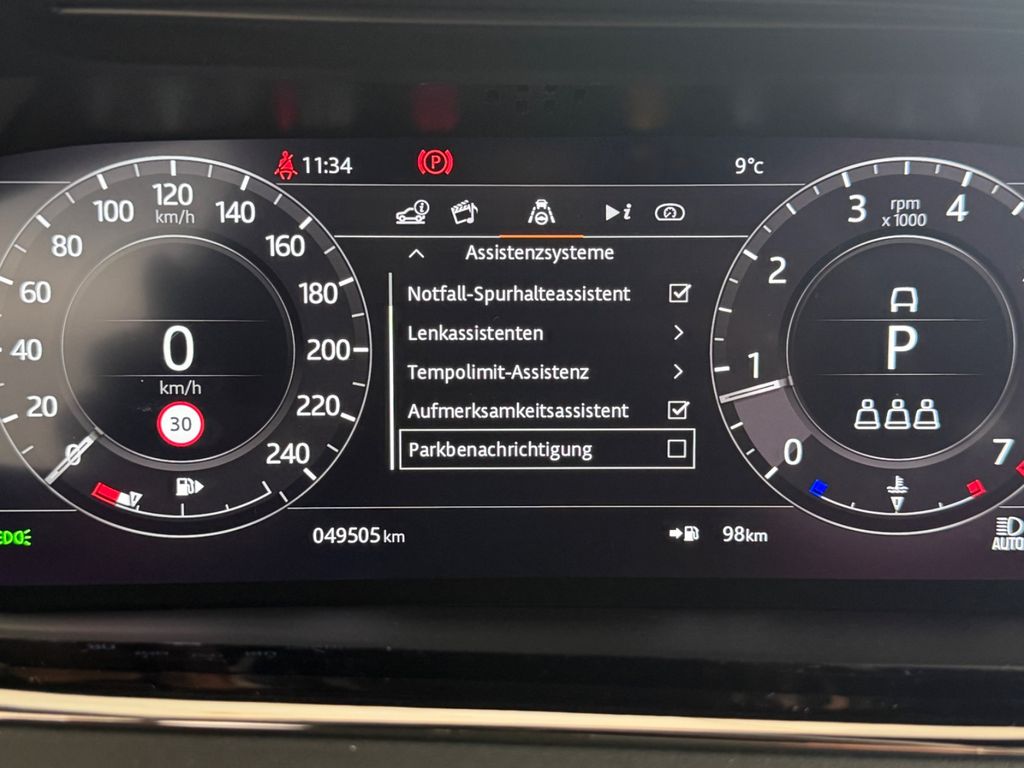 11:34
P
9°C
i
i
Assistenzsysteme
Notfall-Spurhalteassistent
Lenkassistenten
Tempolimit-Assistenz
Aufmerksamkeitsassistent
Parkbenachrichtigung
0
20
40
60
80
100
120
km/h
140
160
180
200
220
240
0
km/h
30
0
1
2
3
rpm
x 1000
4
7
P
049505 km
98km
AUTO